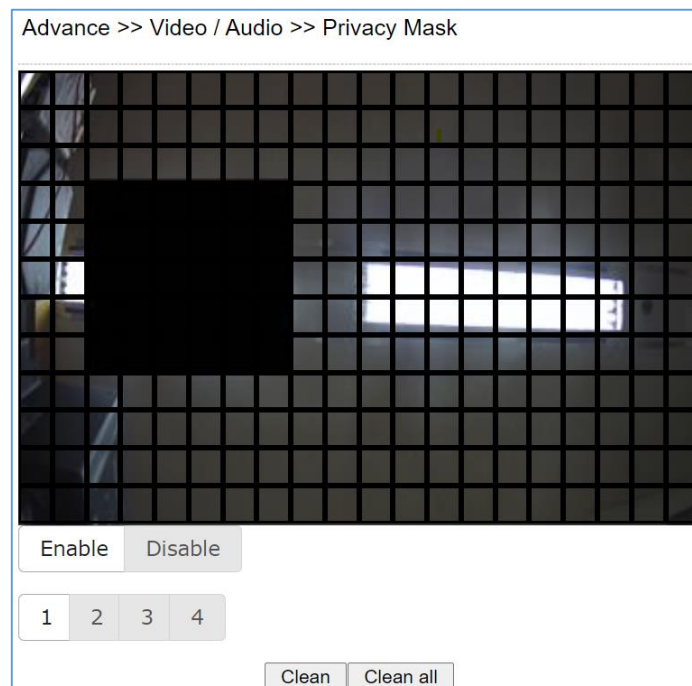 Advance >> Video / Audio >> Privacy Mask
Enable Disable
1 2 3 4
Clean Clean all